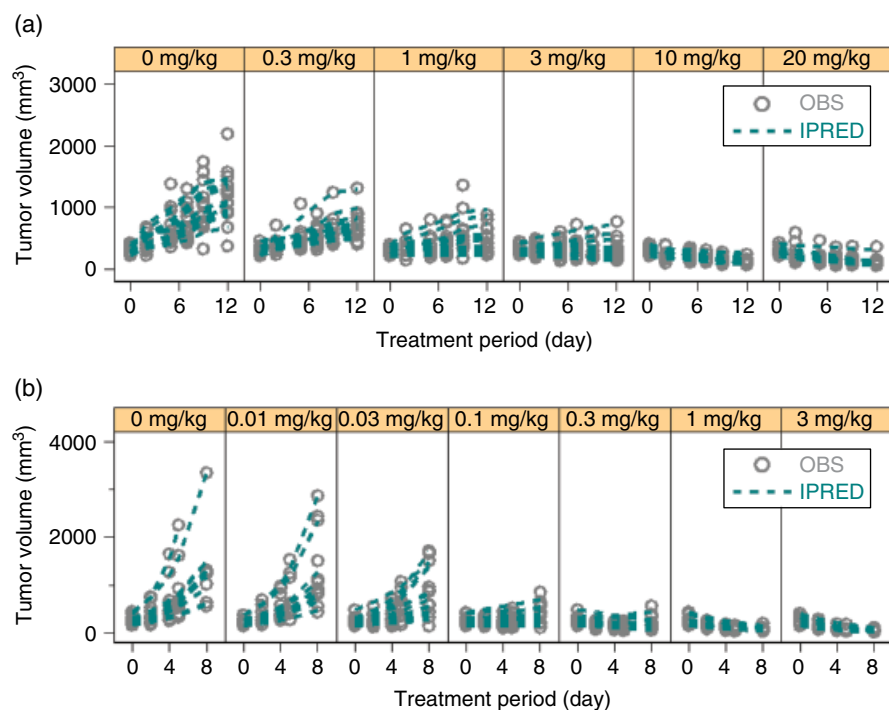 (a)
0 mg/kg 0.3 mg/kg 1 mg/kg 3 mg/kg 10 mg/kg 20 mg/kg
3000
2000
1000
0
Tumor volume (mm³)
OBS
IPRED
0 6 12 0 6 12 0 6 12 0 6 12 0 6 12 0 6 12
Treatment period (day)
(b)
0 mg/kg 0.01 mg/kg 0.03 mg/kg 0.1 mg/kg 0.3 mg/kg 1 mg/kg 3 mg/kg
4000
2000
0
Tumor volume (mm³)
OBS
IPRED
0 4 8 0 4 8 0 4 8 0 4 8 0 4 8 0 4 8 0 4 8
Treatment period (day)